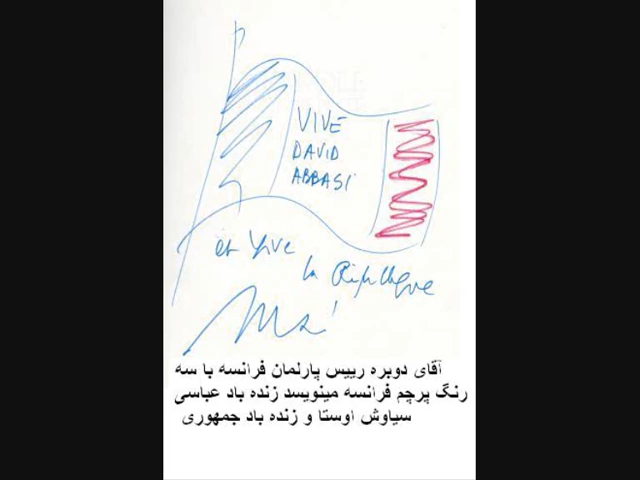 VIVE
DAVID
ABBASI
et Vive
la République
آقای دوبره رییس پارلمان فرانسه با سه
رنگ پرچم فرانسه مینویسد زنده باد عباسی
سیاوش اوستا و زنده باد جمهوری